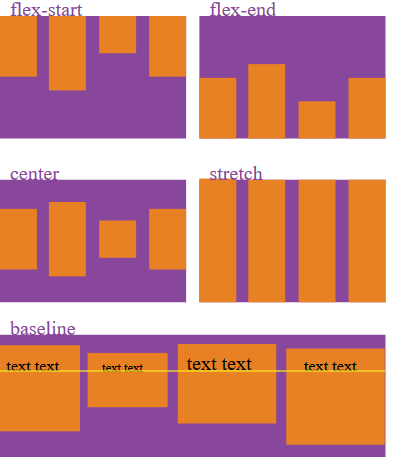 flex-start
flex-end
center
stretch
baseline
text text
text text
text text
text text